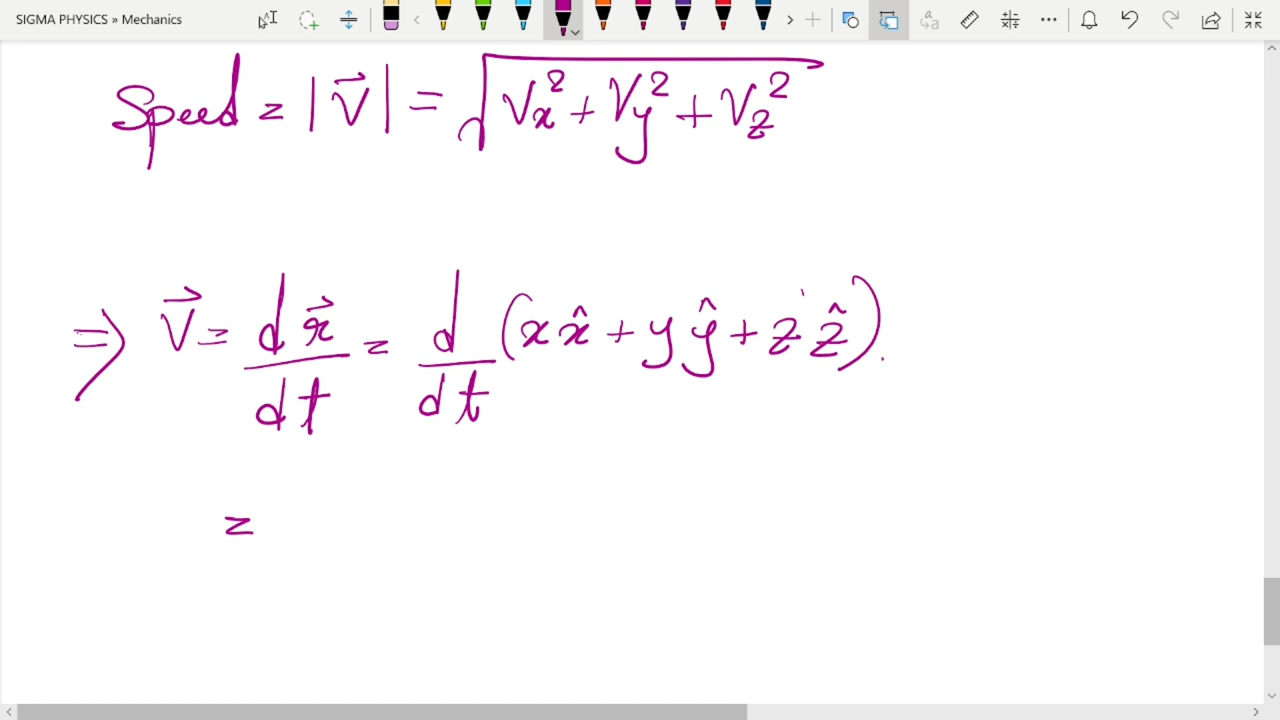 SIGMA PHYSICS » Mechanics
Speed = |V⃗| = √(Vx² + Vy² + Vz²)
⇒ V⃗ = dr⃗/dt = d/dt (x x̂ + y ŷ + z ẑ).
=